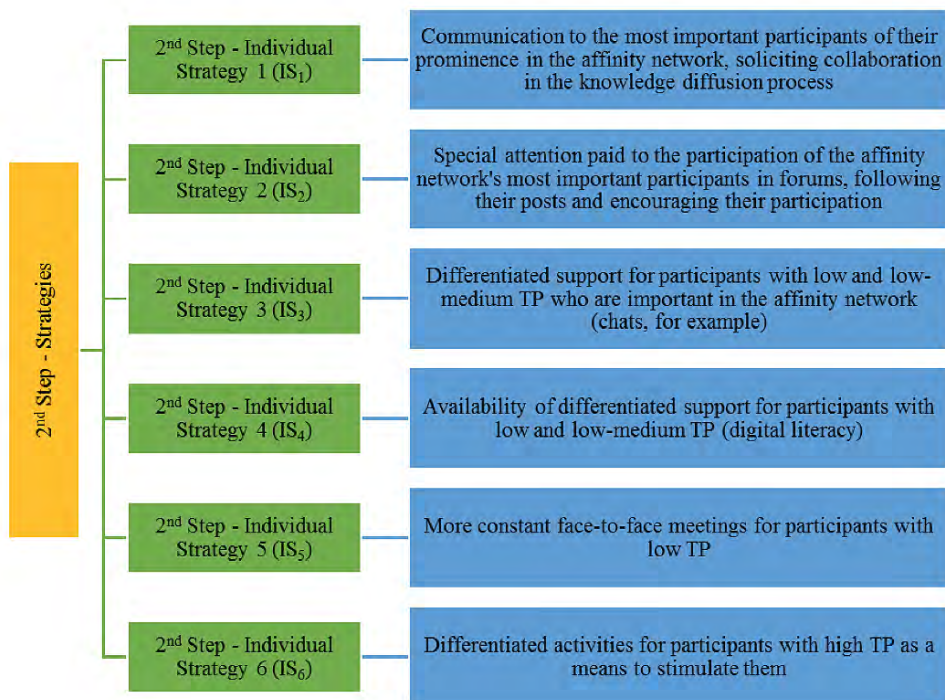 2nd Step - Strategies
2nd Step - Individual
Strategy 1 (IS1)
Communication to the most important participants of their
prominence in the affinity network, soliciting collaboration
in the knowledge diffusion process
2nd Step - Individual
Strategy 2 (IS2)
Special attention paid to the participation of the affinity
network's most important participants in forums, following
their posts and encouraging their participation
2nd Step - Individual
Strategy 3 (IS3)
Differentiated support for participants with low and low-
medium TP who are important in the affinity network
(chats, for example)
2nd Step - Individual
Strategy 4 (IS4)
Availability of differentiated support for participants with
low and low-medium TP (digital literacy)
2nd Step - Individual
Strategy 5 (IS5)
More constant face-to-face meetings for participants with
low TP
2nd Step - Individual
Strategy 6 (IS6)
Differentiated activities for participants with high TP as a
means to stimulate them